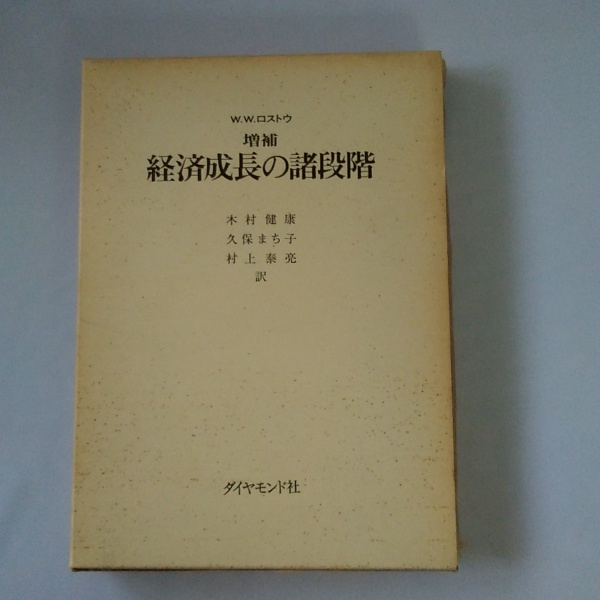 W.W.ロストウ
増補
経済成長の諸段階
木村健康
久保まち子
村上泰亮
訳
ダイヤモンド社